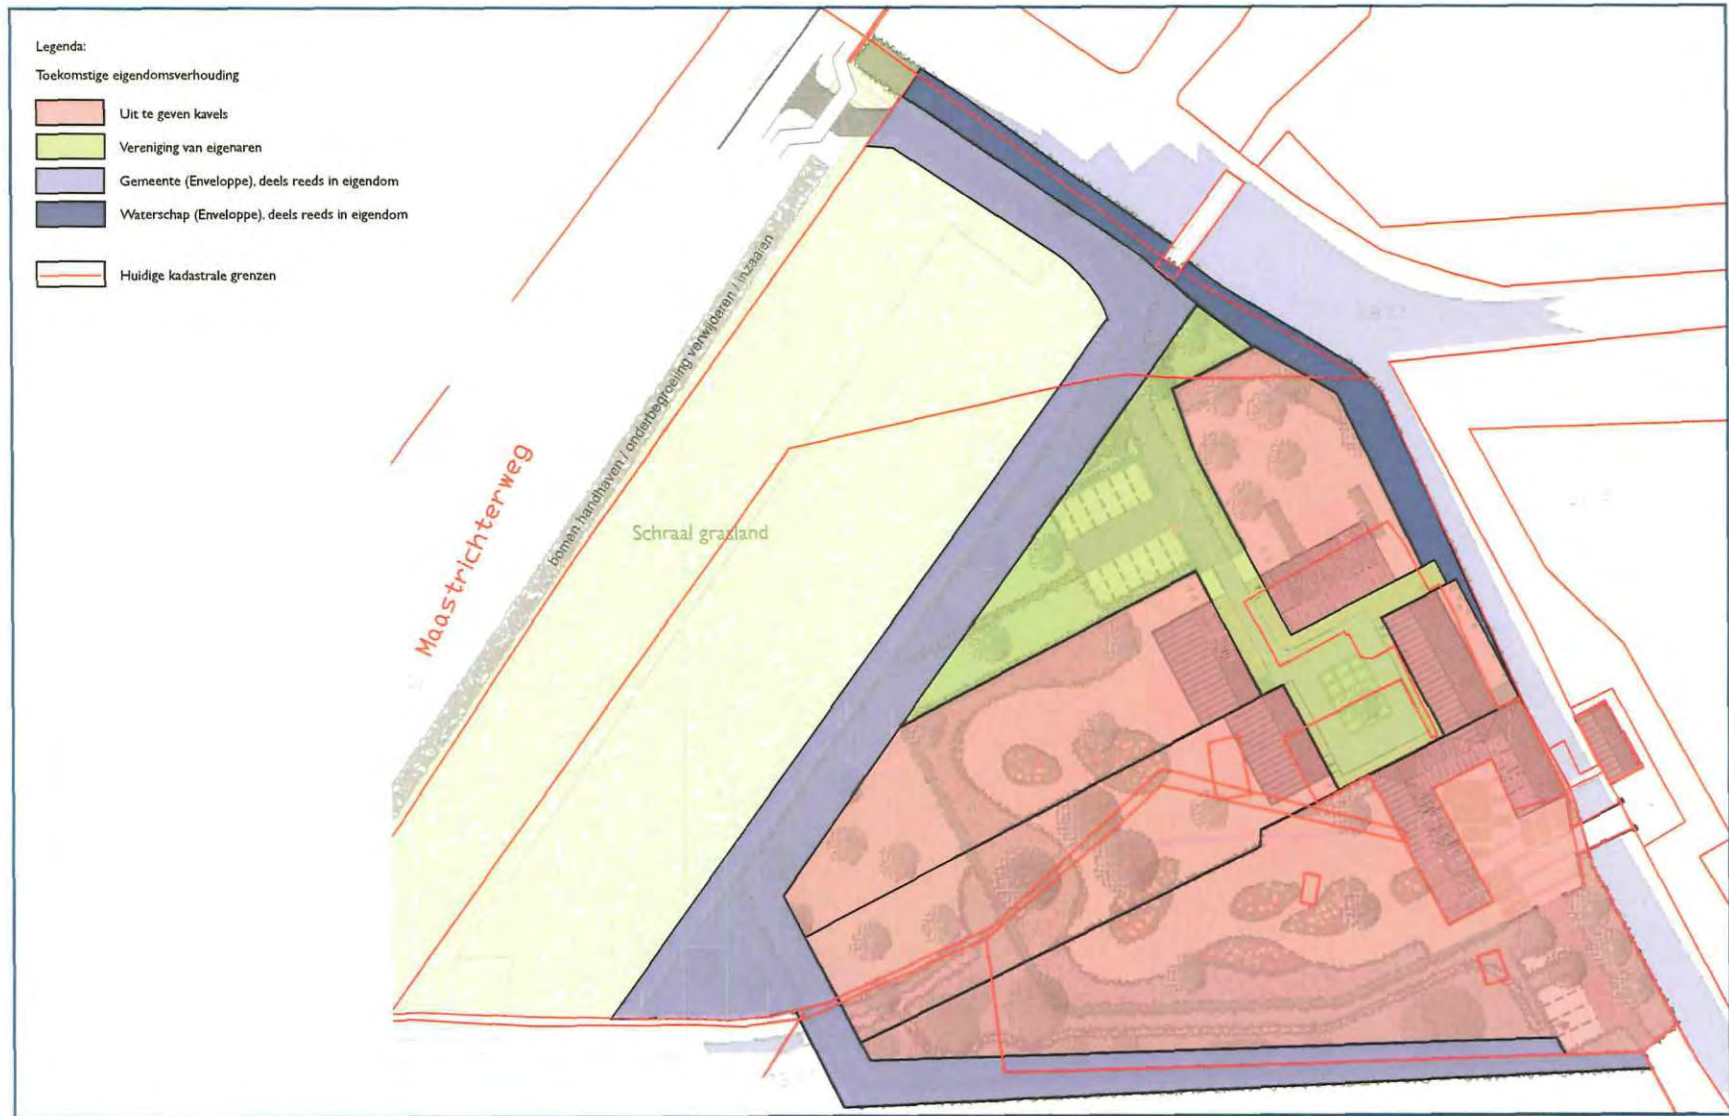 Legenda:
Toekomstige eigendomsverhouding
Uit te geven kavels
Vereniging van eigenaren
Gemeente (Enveloppe), deels reeds in eigendom
Waterschap (Enveloppe), deels reeds in eigendom
Huidige kadastrale grenzen
bomen handhaven / onderbegroeiing verwijderen / inzaaien
Maastrichterweg
Schraal grasland